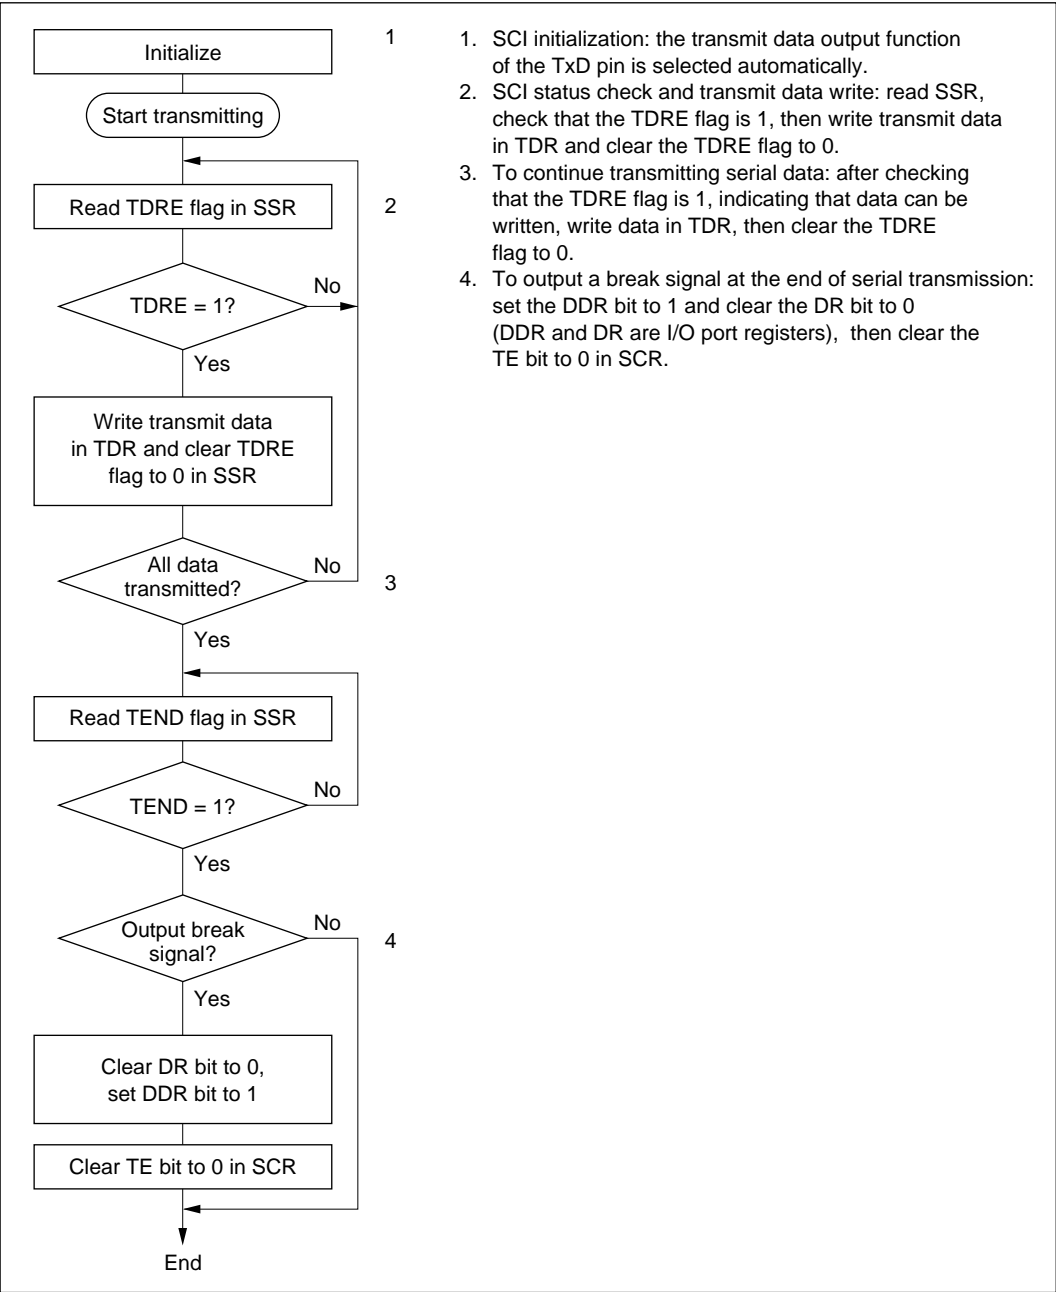 Initialize
1
Start transmitting
Read TDRE flag in SSR
2
TDRE = 1?
No
Yes
Write transmit data
in TDR and clear TDRE
flag to 0 in SSR
All data
transmitted?
No
3
Yes
Read TEND flag in SSR
TEND = 1?
No
Yes
Output break
signal?
No
4
Yes
Clear DR bit to 0,
set DDR bit to 1
Clear TE bit to 0 in SCR
End
1. SCI initialization: the transmit data output function
of the TxD pin is selected automatically.
2. SCI status check and transmit data write: read SSR,
check that the TDRE flag is 1, then write transmit data
in TDR and clear the TDRE flag to 0.
3. To continue transmitting serial data: after checking
that the TDRE flag is 1, indicating that data can be
written, write data in TDR, then clear the TDRE
flag to 0.
4. To output a break signal at the end of serial transmission:
set the DDR bit to 1 and clear the DR bit to 0
(DDR and DR are I/O port registers), then clear the
TE bit to 0 in SCR.